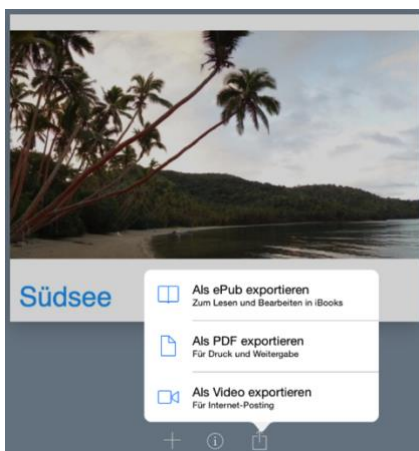 Südsee
Als ePub exportieren
Zum Lesen und Bearbeiten in iBooks
Als PDF exportieren
Für Druck und Weitergabe
Als Video exportieren
Für Internet-Posting